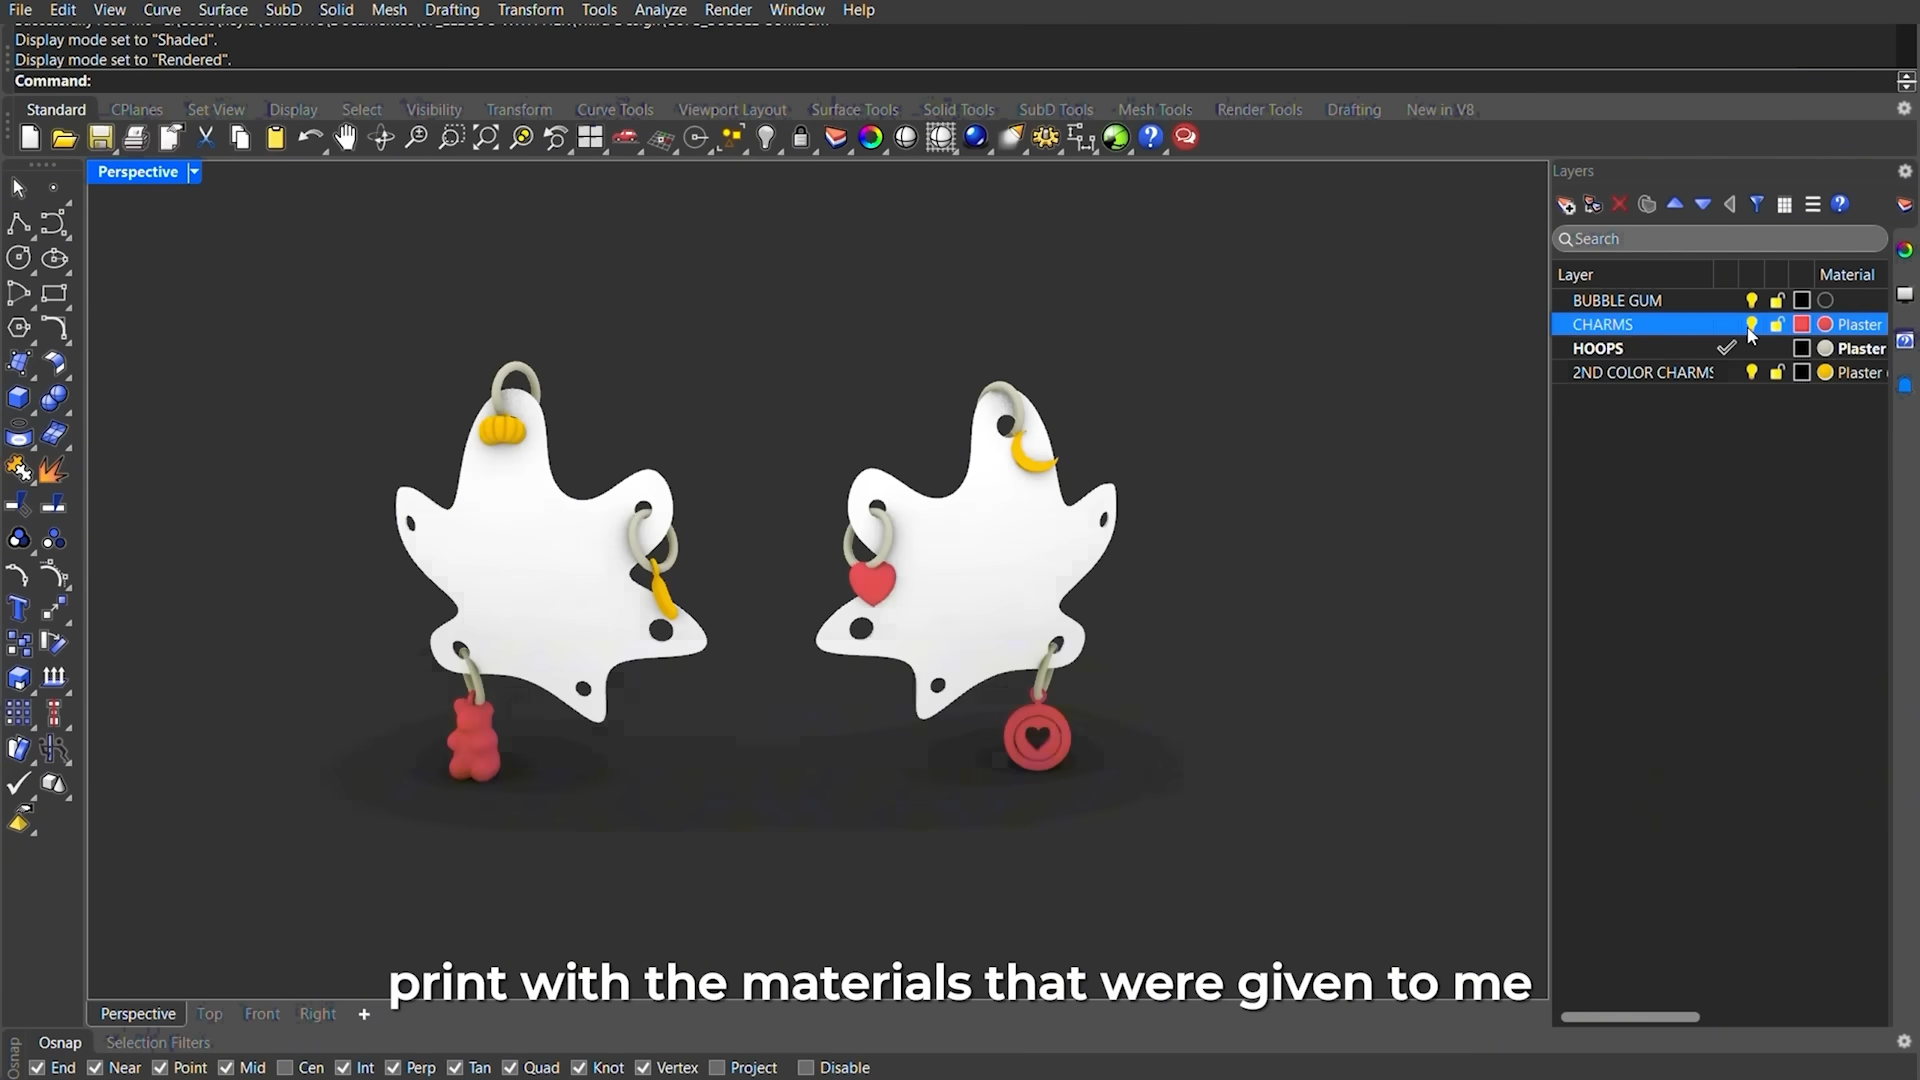 File Edit View Curve Surface SubD Solid Mesh Drafting Transform Tools Analyze Render Window Help
Display mode set to "Shaded".
Display mode set to "Rendered".
Command:
Standard CPlanes Set View Display Select Visibility Transform Curve Tools Viewport Layout Surface Tools Solid Tools SubD Tools Mesh Tools Render Tools Drafting New in V8
Perspective
Layers
Search
Layer Material
BUBBLE GUM
CHARMS Plaster
HOOPS Plaster
2ND COLOR CHARMS Plaster
print with the materials that were given to me
Perspective Top Front Right
Osnap Selection Filters
Osnap
End Near Point Mid Cen Int Perp Tan Quad Knot Vertex Project Disable